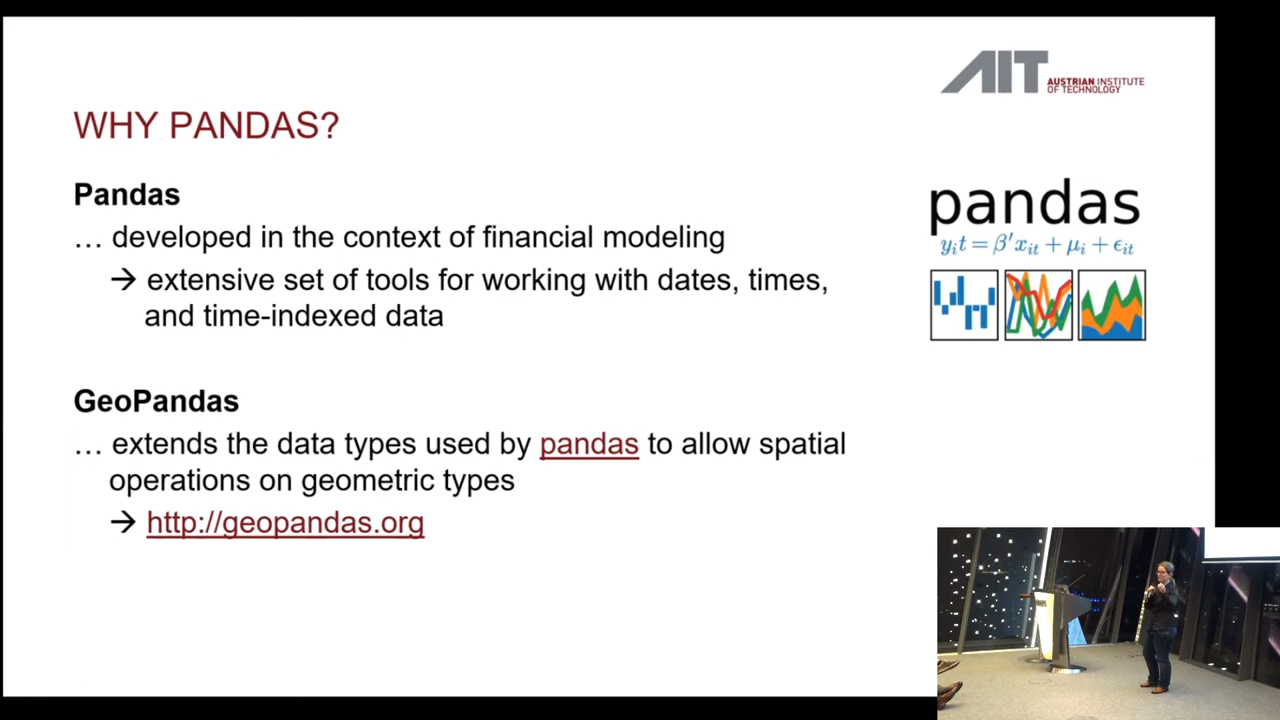 AIT AUSTRIAN INSTITUTE
OF TECHNOLOGY
WHY PANDAS?
Pandas
… developed in the context of financial modeling
→ extensive set of tools for working with dates, times,
and time-indexed data
pandas
y_i t = β′x_it + μ_i + ϵ_it
GeoPandas
… extends the data types used by pandas to allow spatial
operations on geometric types
→ http://geopandas.org